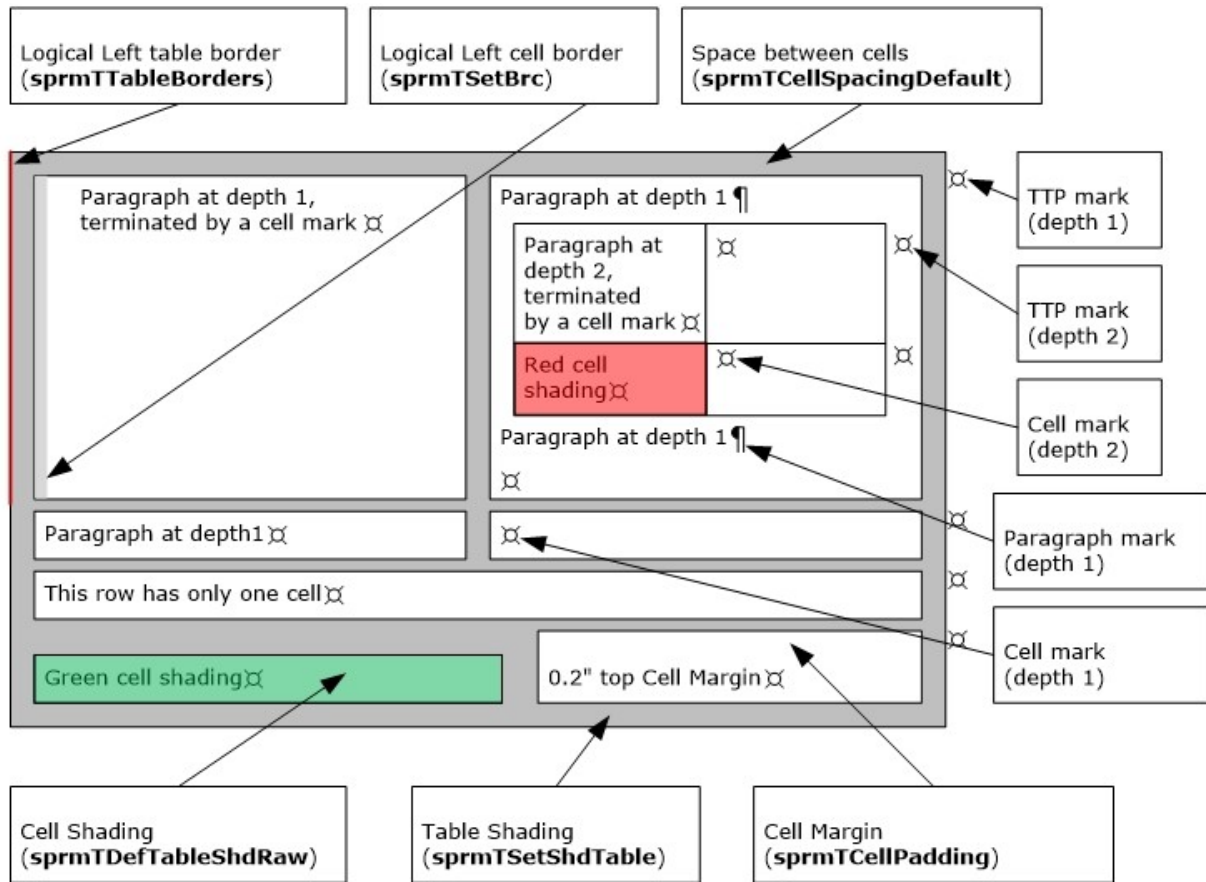 Logical Left table border
(sprmTTableBorders)
Logical Left cell border
(sprmTSetBrc)
Space between cells
(sprmTCellSpacingDefault)
Paragraph at depth 1,
terminated by a cell mark ¤
Paragraph at depth 1 ¶
Paragraph at
depth 2,
terminated
by a cell mark ¤
¤
¤
¤
TTP mark
(depth 1)
TTP mark
(depth 2)
Red cell
shading¤
¤
¤
Cell mark
(depth 2)
Paragraph at depth 1 ¶
¤
Paragraph mark
(depth 1)
Paragraph at depth1¤
¤
¤
This row has only one cell¤
¤
Cell mark
(depth 1)
Green cell shading¤
0.2" top Cell Margin¤
¤
Cell Shading
(sprmTDefTableShdRaw)
Table Shading
(sprmTSetShdTable)
Cell Margin
(sprmTCellPadding)